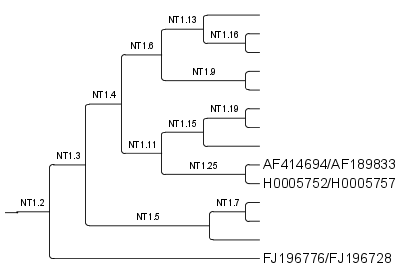 NT1.13
NT1.16
NT1.6
NT1.9
NT1.4
NT1.19
NT1.15
NT1.11
NT1.25
AF414694/AF189833
NT1.3
H0005752/H0005757
NT1.2
NT1.7
NT1.5
FJ196776/FJ196728